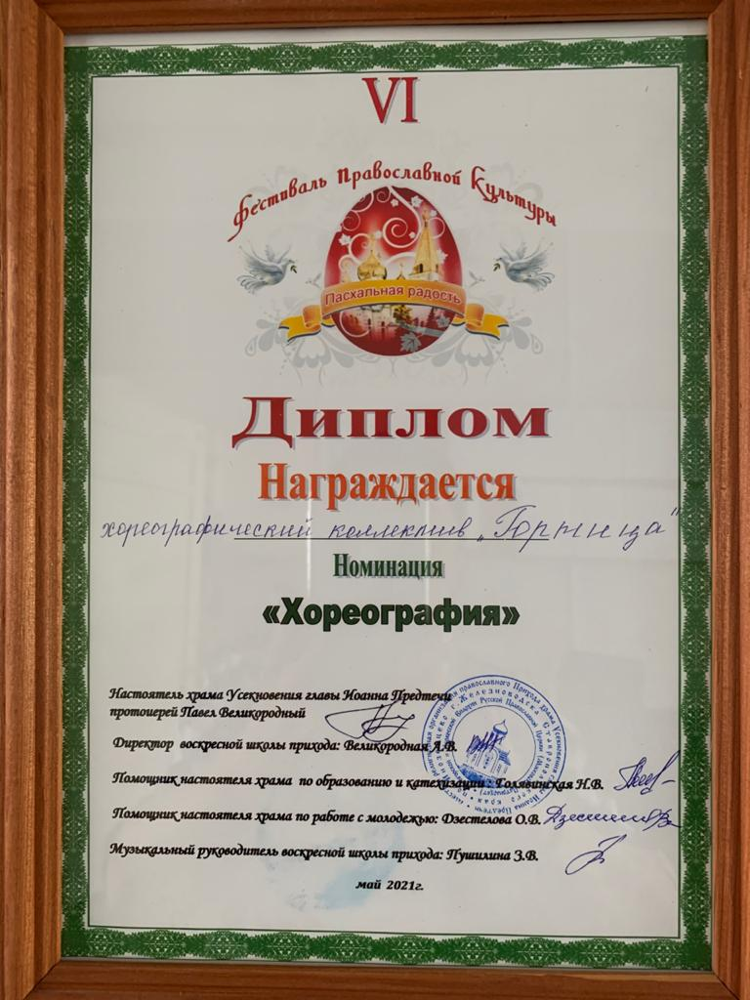 VI
Фестиваль Православной Культуры
Пасхальная радость
Диплом
Награждается
хореографический коллектив „Горница"
Номинация
«Хореография»
Настоятель храма Усекновения главы Иоанна Предтечи
протоиерей Павел Великородный
Директор воскресной школы прихода: Великородная А.В.
Помощник настоятеля храма по образованию и катехизации : Голявинская Н.В.
Помощник настоятеля храма по работе с молодежью: Дзестелова О.В.
Музыкальный руководитель воскресной школы прихода: Пушилина З.В.
май 2021г.